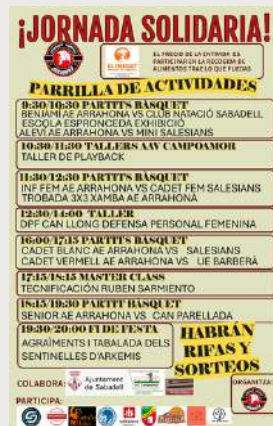 ¡JORNADA SOLIDARIA!
EL PRECIO DE LA ENTRADA ES
PARTICIPAR EN LA RECOGIDA DE
ALIMENTOS TRAE LO QUE PUEDAS
PARRILLA DE ACTIVIDADES
9:30/10:30 PARTITS BÀSQUET
BENJAMÍ AE ARRAHONA VS CLUB NATACIÓ SABADELL
ESCOLA ESPRONCEDA EXHIBICIÓ
ALEVÍ AE ARRAHONA VS MINI SALESIANS
10:30/11:30 TALLERS AAV CAMPOAMOR
TALLER DE PLAYBACK
11:30/12:30 PARTITS BÀSQUET
INF FEM AE ARRAHONA VS CADET FEM SALESIANS
TROBADA 3X3 XAMBA AE ARRAHONA
12:30/14:00 TALLER
DPF CAN LLONG DEFENSA PERSONAL FEMENINA
16:00/17:15 PARTITS BÀSQUET
CADET BLANC AE ARRAHONA VS SALESIANS
CADET VERMELL AE ARRAHONA VS UE BARBERÀ
17:15/18:15 MASTER CLASS
TECNIFICACIÓN RUBEN SARMIENTO
18:15/19:30 PARTIT BASQUET
SENIOR AE ARRAHONA VS CAN PARELLADA
19:30/20:00 FI DE FESTA
AGRAÏMENTS I TABALADA DELS
SENTINELLES D'ARKEMIS
HABRÁN
RIFAS Y
SORTEOS
COLABORA:
Ajuntament
de Sabadell
ORGANITZA:
PARTICIPA: